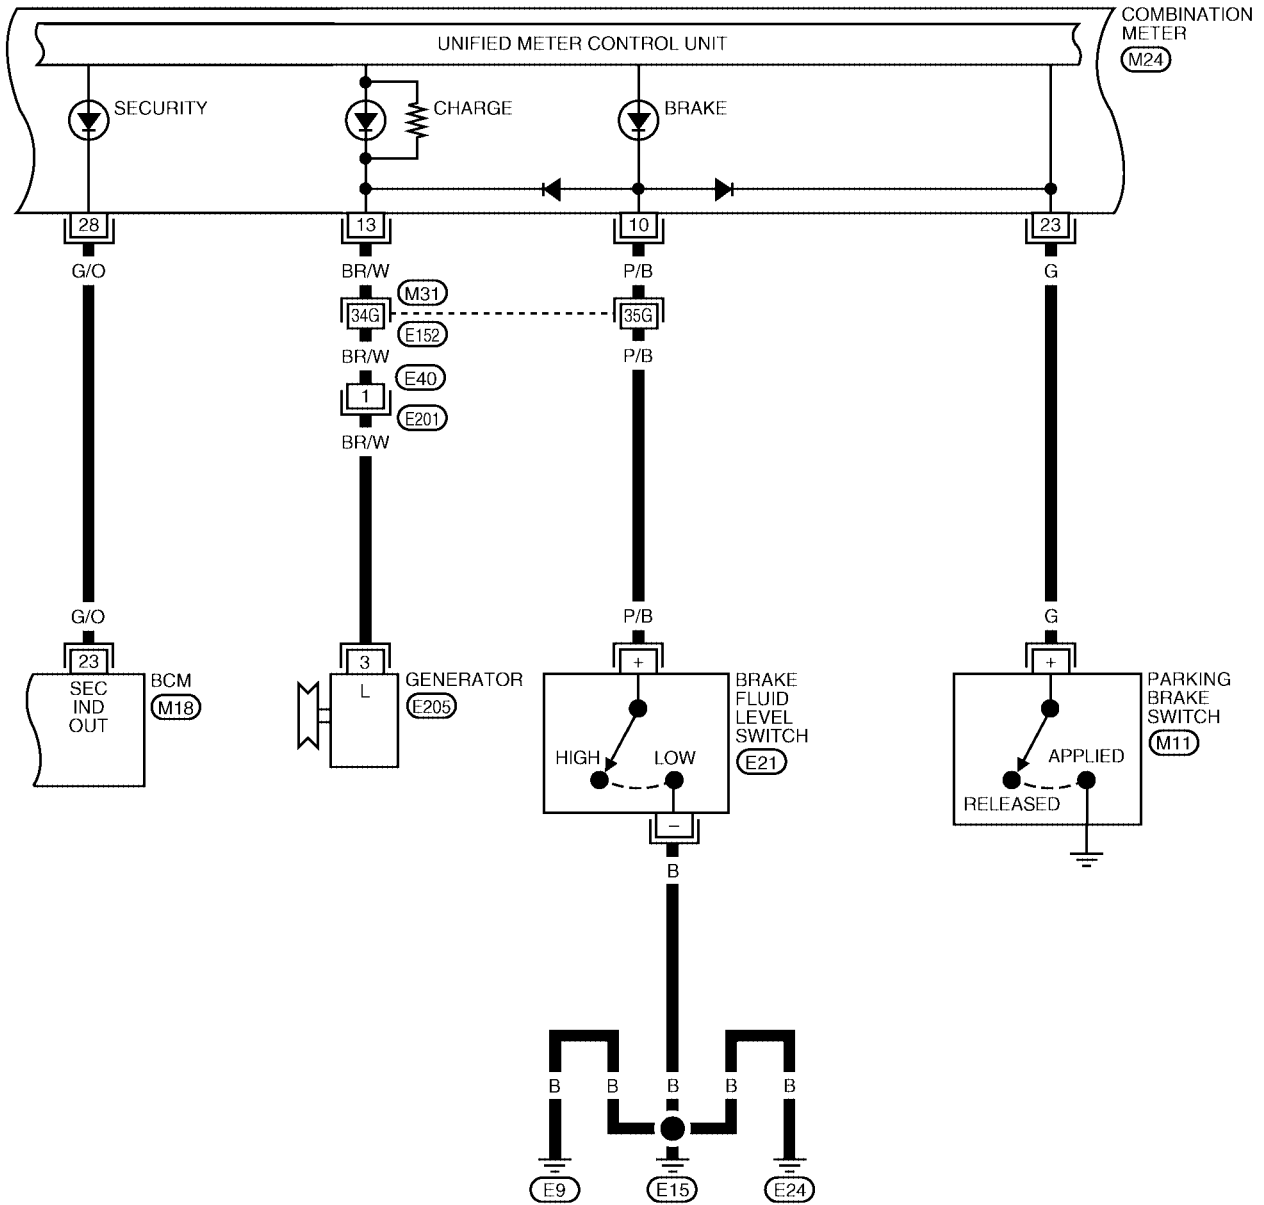 COMBINATION
METER
M24
UNIFIED METER CONTROL UNIT
SECURITY
CHARGE
BRAKE
28
13
10
23
G/O
BR/W
P/B
G
M31
34G
35G
E152
BR/W
P/B
E40
1
E201
BR/W
G/O
P/B
G
23
3
+
+
SEC
IND
OUT
BCM
M18
L
GENERATOR
E205
BRAKE
FLUID
LEVEL
SWITCH
E21
HIGH
LOW
PARKING
BRAKE
SWITCH
M11
APPLIED
RELEASED
–
B
B
B
B
B
B
E9
E15
E24